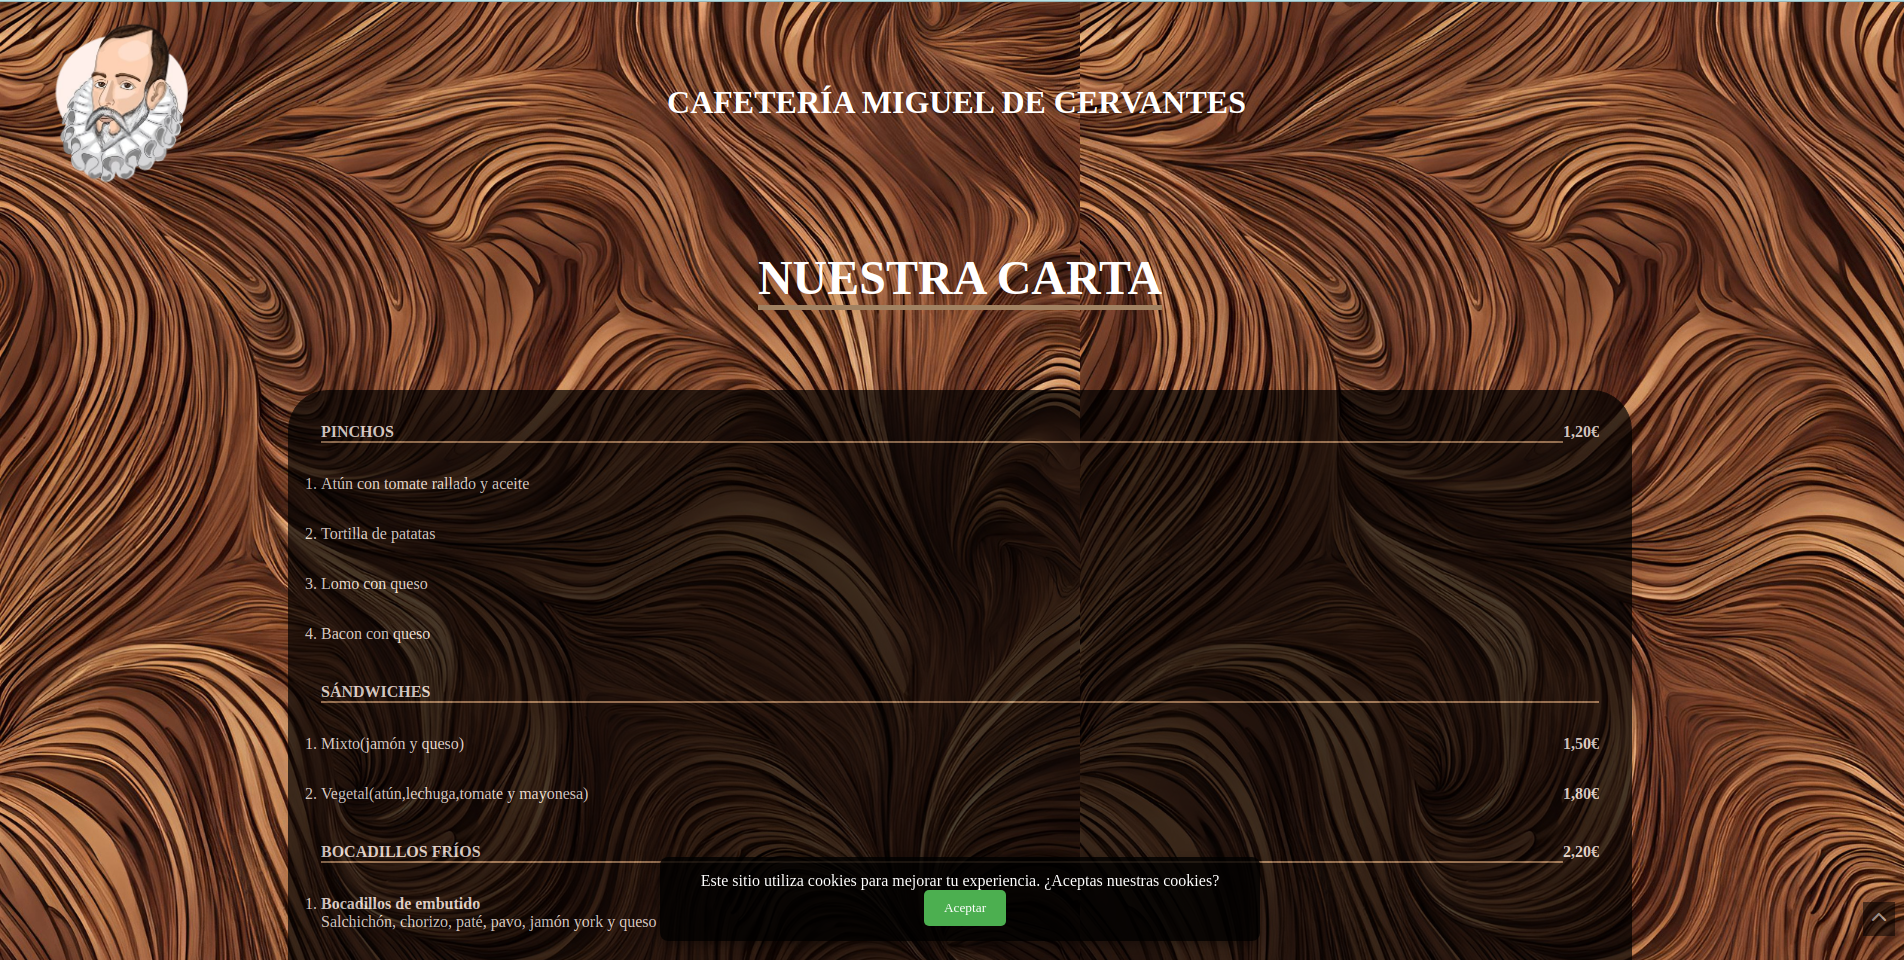 CAFETERÍA MIGUEL DE CERVANTES
NUESTRA CARTA
PINCHOS 1,20€
1. Atún con tomate rallado y aceite
2. Tortilla de patatas
3. Lomo con queso
4. Bacon con queso
SÁNDWICHES
1. Mixto(jamón y queso) 1,50€
2. Vegetal(atún,lechuga,tomate y mayonesa) 1,80€
BOCADILLOS FRÍOS 2,20€
1. Bocadillos de embutido
Salchichón, chorizo, paté, pavo, jamón york y queso
Este sitio utiliza cookies para mejorar tu experiencia. ¿Aceptas nuestras cookies?
Aceptar